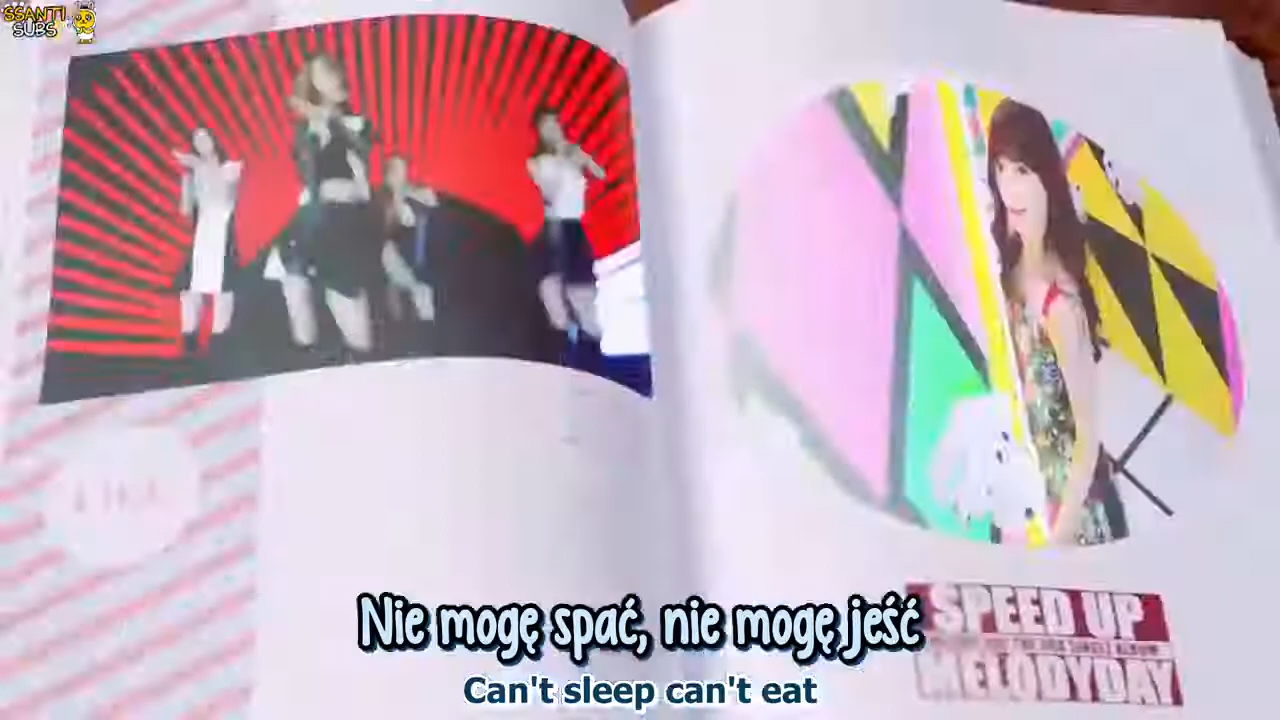 SSANTI
SUBS
SPEED UP
MELODYDAY
Nie mogę spać, nie mogę jeść
Can't sleep can't eat